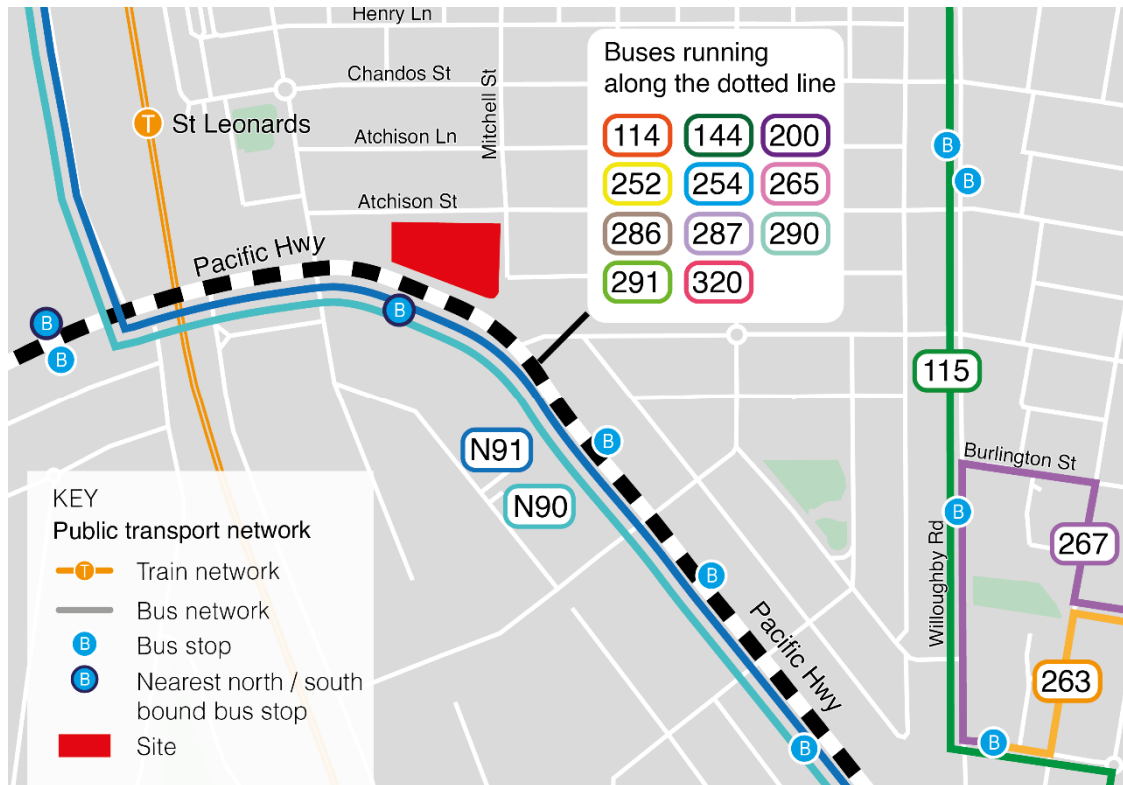 Henry Ln
Chandos St
Mitchell St
Atchison Ln
Atchison St
T
St Leonards
Pacific Hwy
Buses running
along the dotted line
114 144 200
252 254 265
286 287 290
291 320
B
B
B
B
B
115
B
N91
N90
Burlington St
B
267
Willoughby Rd
B
Pacific Hwy
263
B
B
KEY
Public transport network
T Train network
Bus network
B Bus stop
B Nearest north / south
bound bus stop
Site